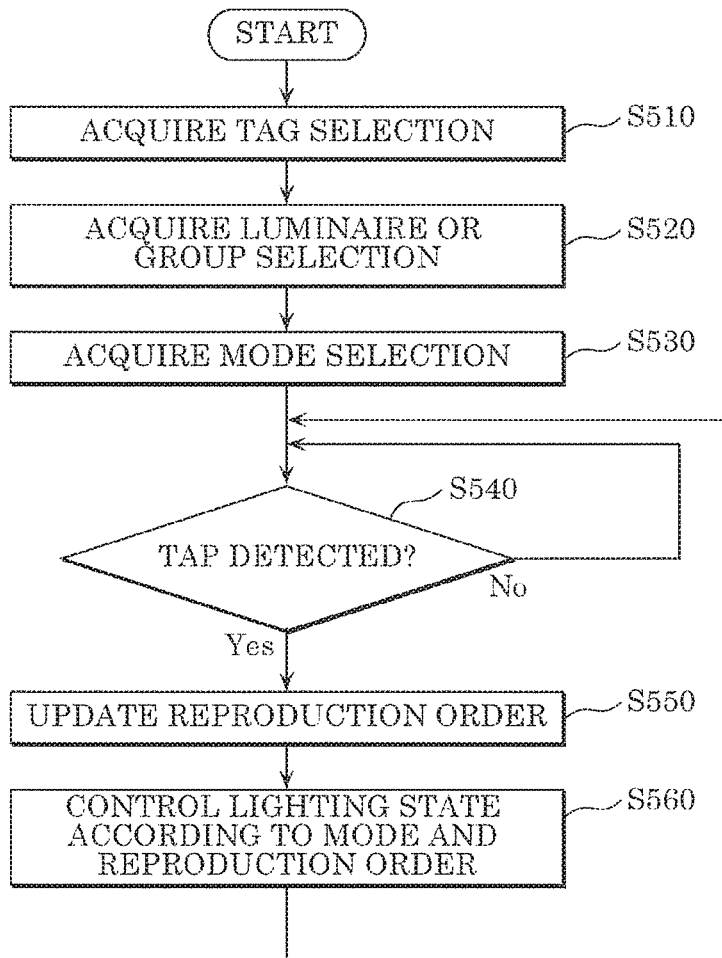 START
ACQUIRE TAG SELECTION
S510
ACQUIRE LUMINAIRE OR
GROUP SELECTION
S520
ACQUIRE MODE SELECTION
S530
S540
TAP DETECTED?
No
Yes
UPDATE REPRODUCTION ORDER
S550
CONTROL LIGHTING STATE
ACCORDING TO MODE AND
REPRODUCTION ORDER
S560